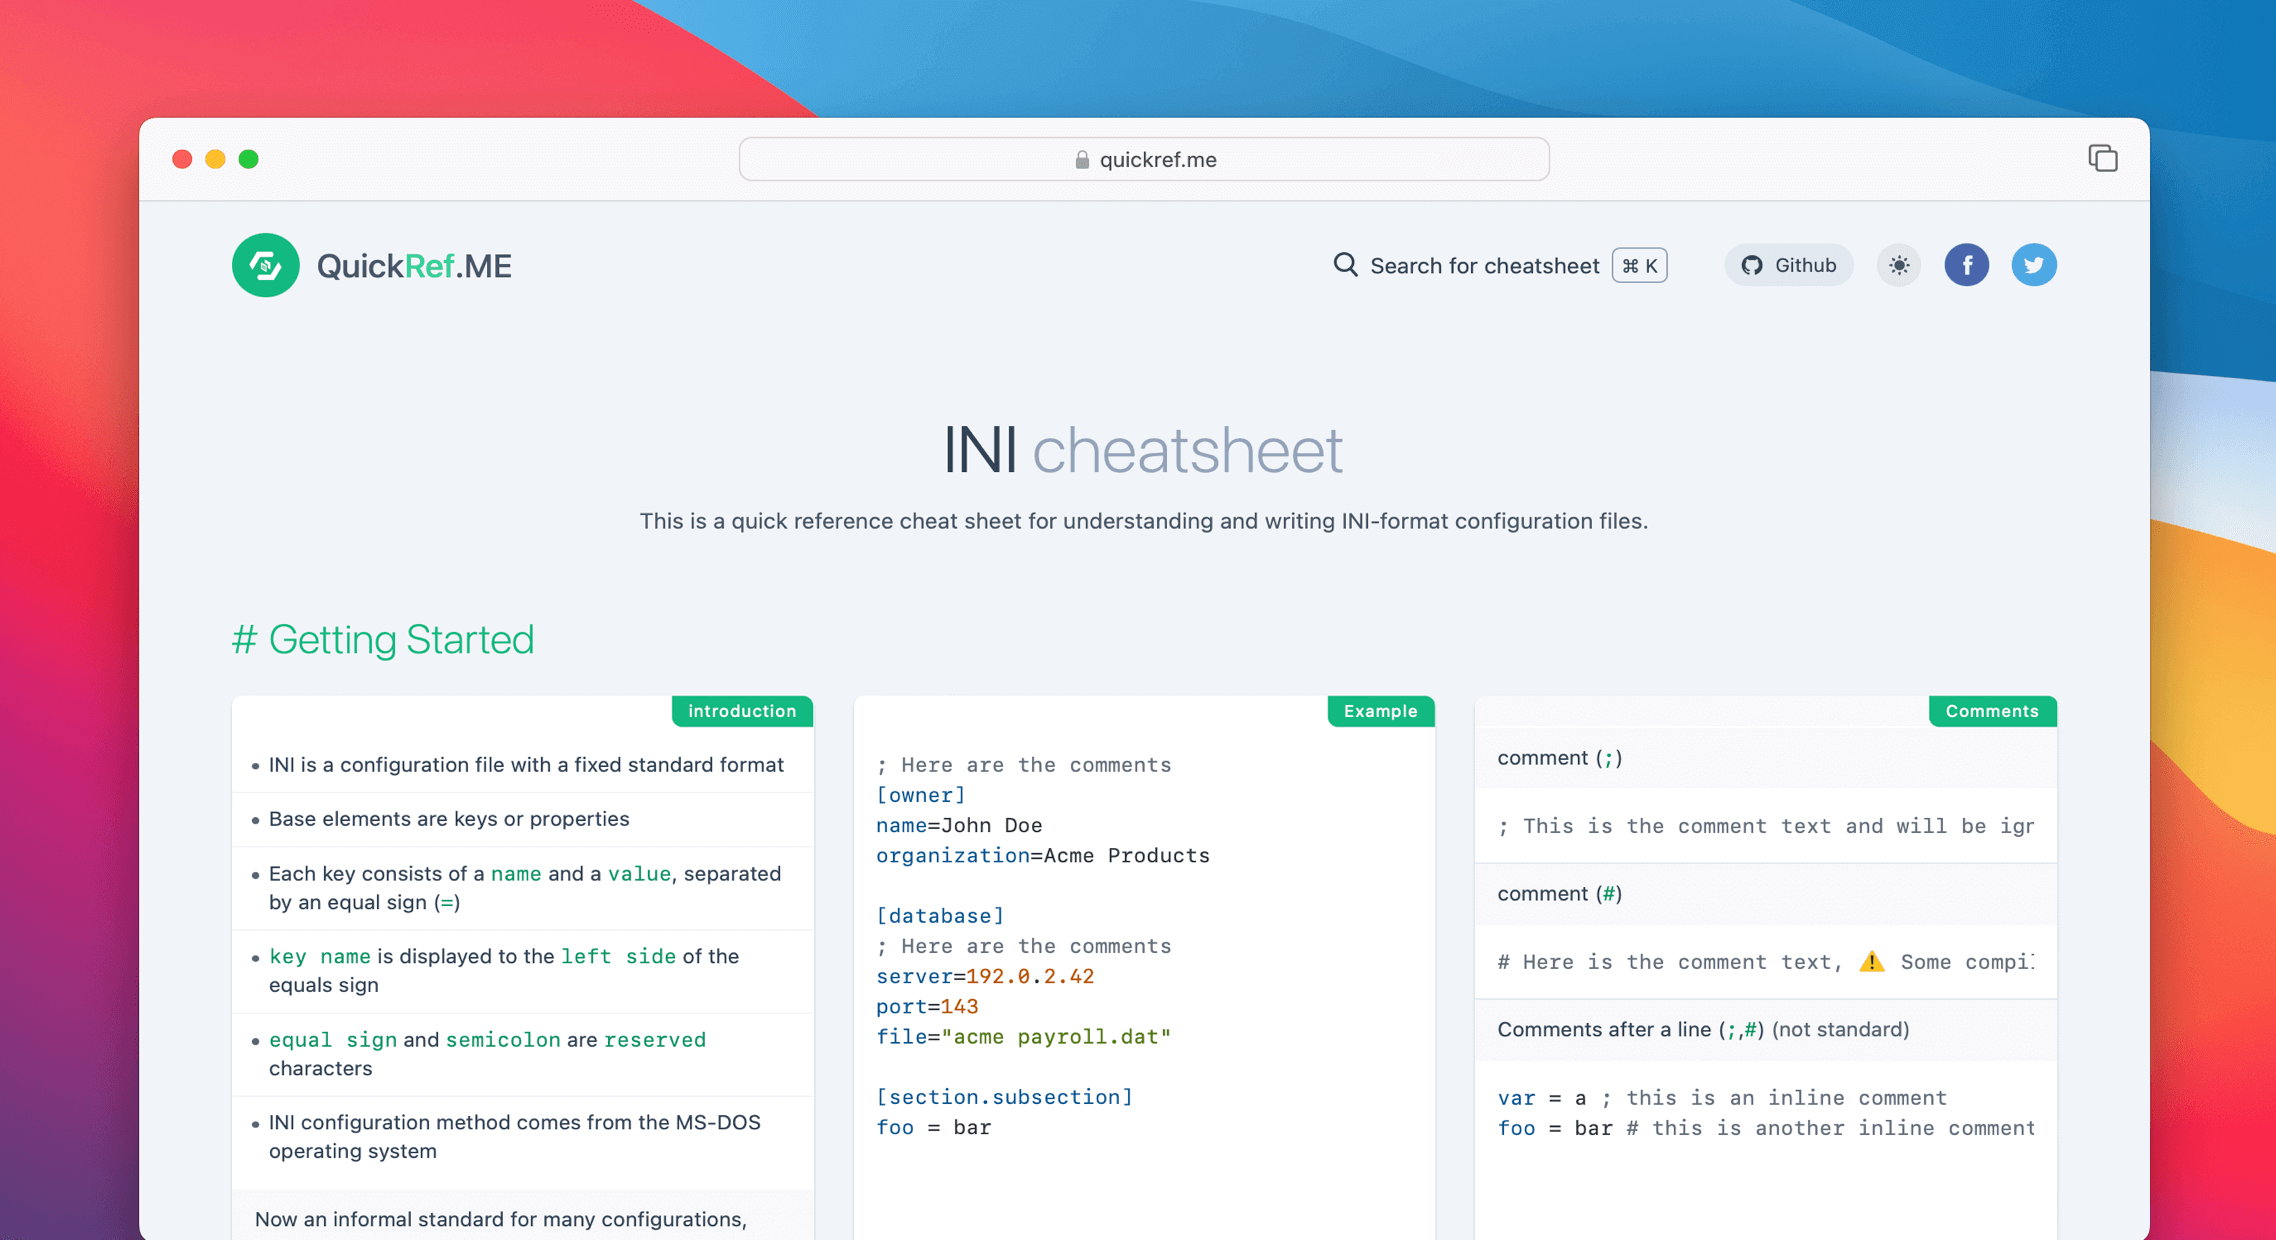 quickref.me
QuickRef.ME
Search for cheatsheet ⌘ K
Github
INI cheatsheet
This is a quick reference cheat sheet for understanding and writing INI-format configuration files.
# Getting Started
introduction
• INI is a configuration file with a fixed standard format
• Base elements are keys or properties
• Each key consists of a name and a value, separated
by an equal sign (=)
• key name is displayed to the left side of the
equals sign
• equal sign and semicolon are reserved
characters
• INI configuration method comes from the MS-DOS
operating system
Now an informal standard for many configurations,
Example
; Here are the comments
[owner]
name=John Doe
organization=Acme Products
[database]
; Here are the comments
server=192.0.2.42
port=143
file="acme payroll.dat"
[section.subsection]
foo = bar
Comments
comment (;)
; This is the comment text and will be
comment (#)
# Here is the comment text, ⚠️ Some
Comments after a line (;,#) (not standard)
var = a ; this is an inline comment
foo = bar # this is another inline comment